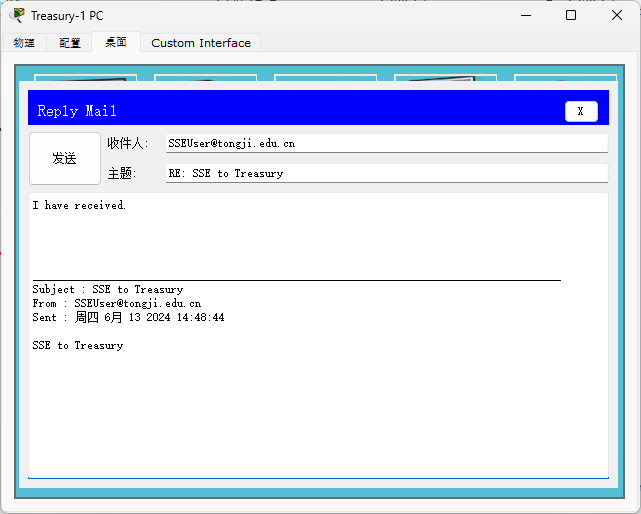 Treasury-1 PC
物理 配置 桌面 Custom Interface
Reply Mail X
发送
收件人: SSEUser@tongji.edu.cn
主题: RE: SSE to Treasury
I have received.
Subject : SSE to Treasury
From : SSEUser@tongji.edu.cn
Sent : 周四 6月 13 2024 14:48:44
SSE to Treasury